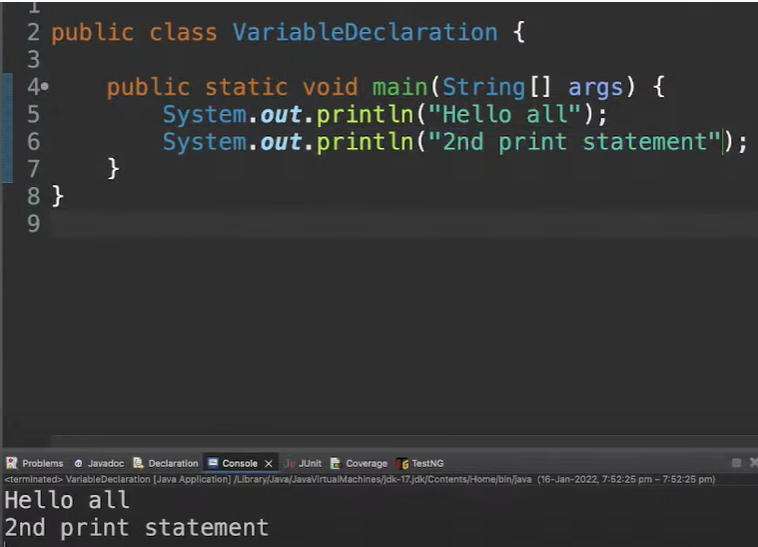 1
2 public class VariableDeclaration {
3
4 public static void main(String[] args) {
5 System.out.println("Hello all");
6 System.out.println("2nd print statement");
7 }
8 }
9
Problems Javadoc Declaration Console JUnit Coverage TestNG
<terminated> VariableDeclaration [Java Application] /Library/Java/JavaVirtualMachines/jdk-17.jdk/Contents/Home/bin/java (16-Jan-2022, 7:52:25 pm – 7:52:25 pm)
Hello all
2nd print statement